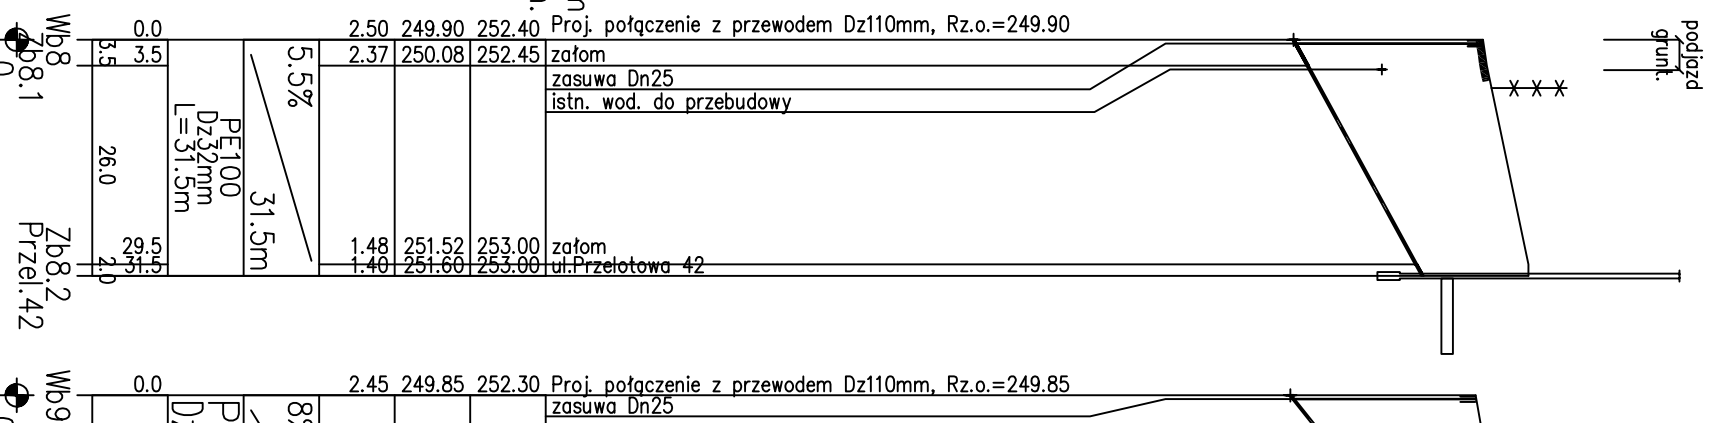 Wb8 0.0 2.50 249.90 252.40 Proj. połączenie z przewodem Dz110mm, Rz.o.=249.90
Zb8.1 3.5 3.5 2.37 250.08 252.45 załom
zasuwa Dn25
istn. wod. do przebudowy
podjazd
grunt.
5.5%
31.5m
PE100
Dz32mm
L=31.5m
26.0
Zb8.2 29.5 1.48 251.52 253.00 załom
Przel.42 2.0 31.5 1.40 251.60 253.00 ul.Przelotowa 42
Wb9 0.0 2.45 249.85 252.30 Proj. połączenie z przewodem Dz110mm, Rz.o.=249.85
zasuwa Dn25